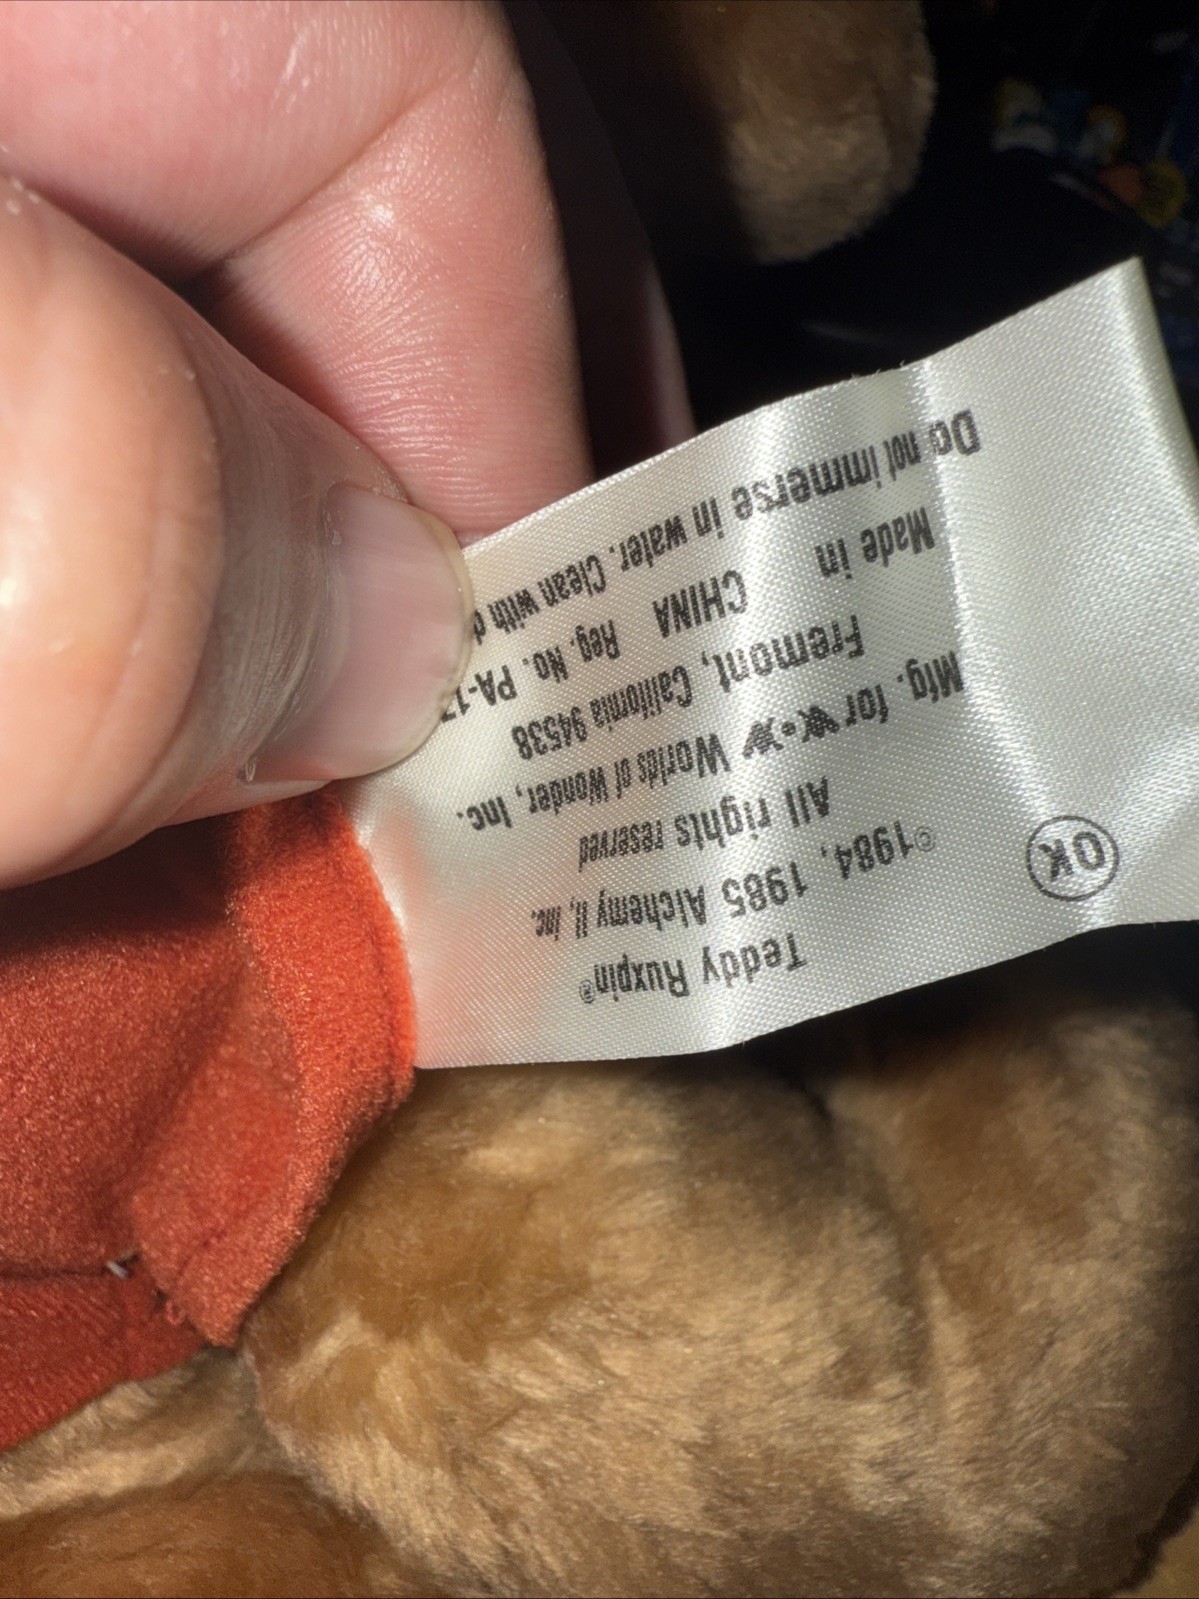 OK
Teddy Ruxpin®
©1984, 1985 Alchemy II, Inc.
All rights reserved
Mfg. for W•W Worlds of Wonder, Inc.
Fremont, California 94538
Made in CHINA Reg. No. PA-17
Do not immerse in water. Clean with